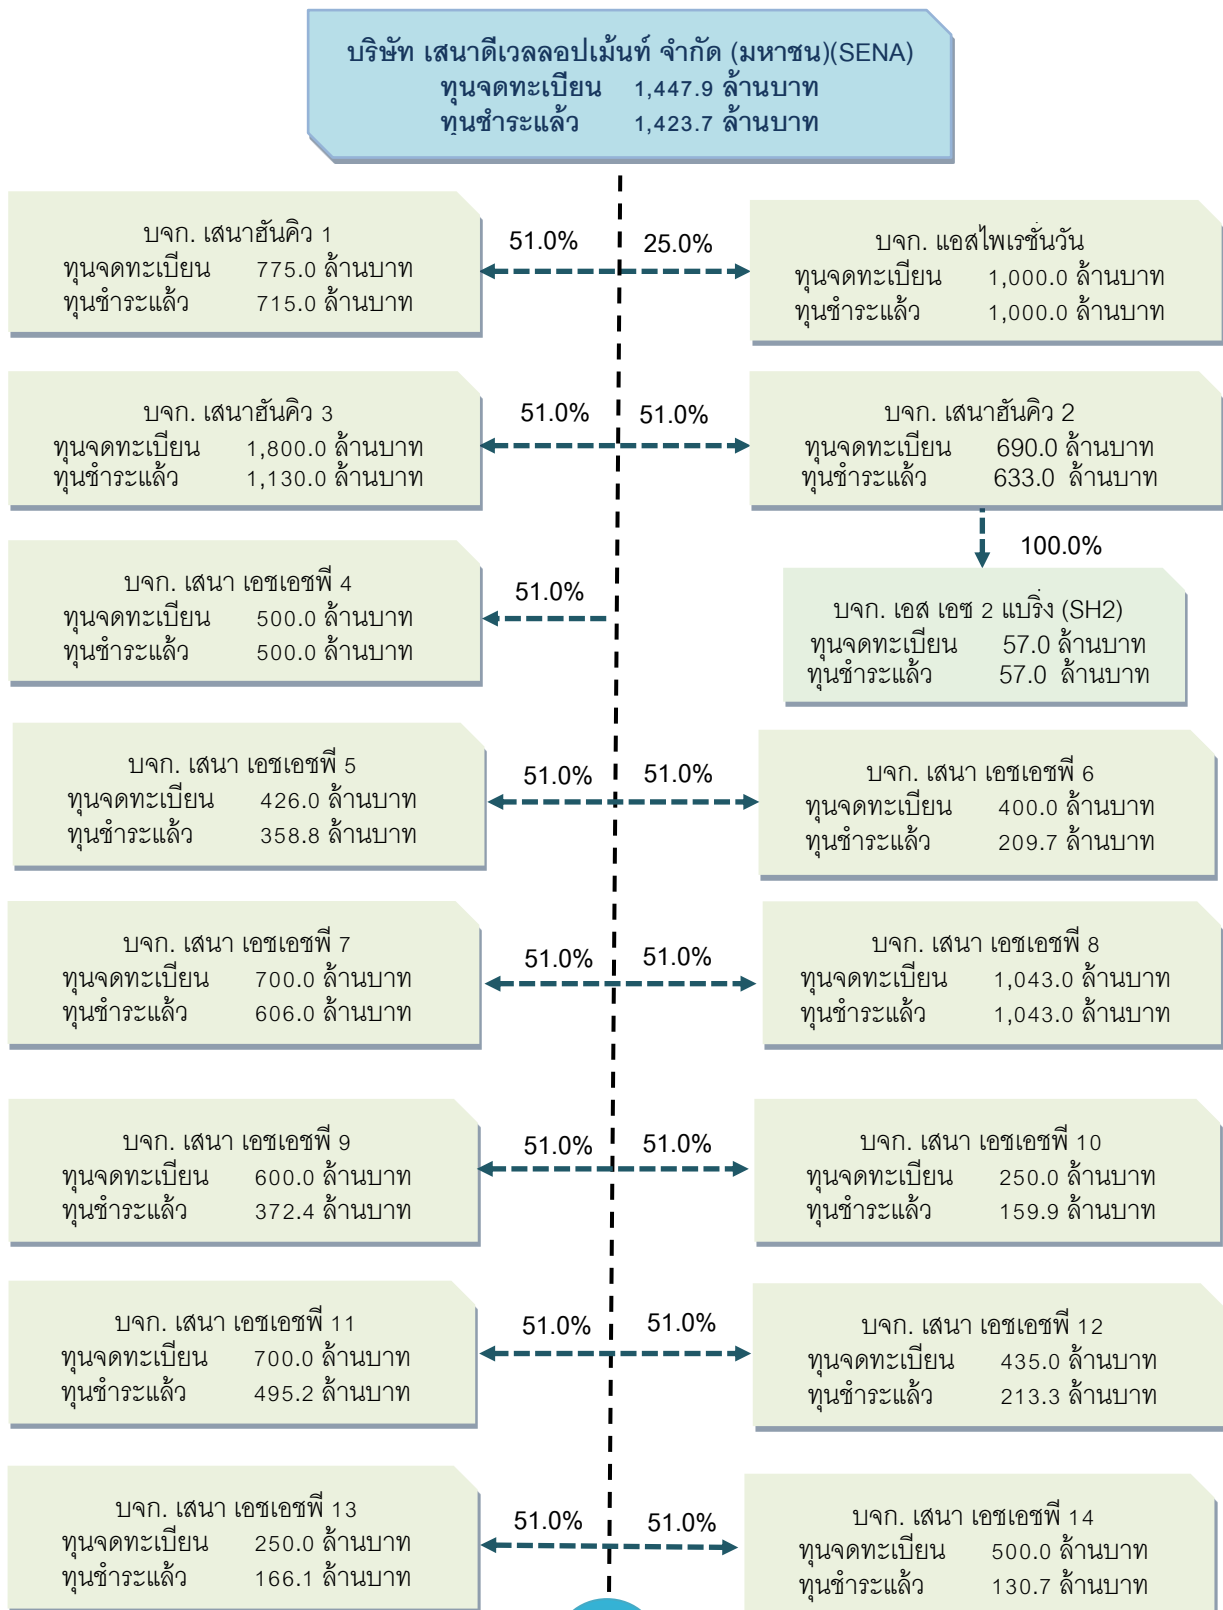 บริษัท เสนาดีเวลลอปเม้นท์ จำกัด (มหาชน)(SENA)
ทุนจดทะเบียน 1,447.9 ล้านบาท
ทุนชำระแล้ว 1,423.7 ล้านบาท
บจก. เสนาฮันคิว 1
ทุนจดทะเบียน 775.0 ล้านบาท
ทุนชำระแล้ว 715.0 ล้านบาท
51.0% 25.0%
บจก. แอสไพเรชั่นวัน
ทุนจดทะเบียน 1,000.0 ล้านบาท
ทุนชำระแล้ว 1,000.0 ล้านบาท
บจก. เสนาฮันคิว 3
ทุนจดทะเบียน 1,800.0 ล้านบาท
ทุนชำระแล้ว 1,130.0 ล้านบาท
51.0% 51.0%
บจก. เสนาฮันคิว 2
ทุนจดทะเบียน 690.0 ล้านบาท
ทุนชำระแล้ว 633.0 ล้านบาท
100.0%
บจก. เสนา เอชเอชพี 4
ทุนจดทะเบียน 500.0 ล้านบาท
ทุนชำระแล้ว 500.0 ล้านบาท
51.0%
บจก. เอส เอช 2 แบริ่ง (SH2)
ทุนจดทะเบียน 57.0 ล้านบาท
ทุนชำระแล้ว 57.0 ล้านบาท
บจก. เสนา เอชเอชพี 5
ทุนจดทะเบียน 426.0 ล้านบาท
ทุนชำระแล้ว 358.8 ล้านบาท
51.0% 51.0%
บจก. เสนา เอชเอชพี 6
ทุนจดทะเบียน 400.0 ล้านบาท
ทุนชำระแล้ว 209.7 ล้านบาท
บจก. เสนา เอชเอชพี 7
ทุนจดทะเบียน 700.0 ล้านบาท
ทุนชำระแล้ว 606.0 ล้านบาท
51.0% 51.0%
บจก. เสนา เอชเอชพี 8
ทุนจดทะเบียน 1,043.0 ล้านบาท
ทุนชำระแล้ว 1,043.0 ล้านบาท
บจก. เสนา เอชเอชพี 9
ทุนจดทะเบียน 600.0 ล้านบาท
ทุนชำระแล้ว 372.4 ล้านบาท
51.0% 51.0%
บจก. เสนา เอชเอชพี 10
ทุนจดทะเบียน 250.0 ล้านบาท
ทุนชำระแล้ว 159.9 ล้านบาท
บจก. เสนา เอชเอชพี 11
ทุนจดทะเบียน 700.0 ล้านบาท
ทุนชำระแล้ว 495.2 ล้านบาท
51.0% 51.0%
บจก. เสนา เอชเอชพี 12
ทุนจดทะเบียน 435.0 ล้านบาท
ทุนชำระแล้ว 213.3 ล้านบาท
บจก. เสนา เอชเอชพี 13
ทุนจดทะเบียน 250.0 ล้านบาท
ทุนชำระแล้ว 166.1 ล้านบาท
51.0% 51.0%
บจก. เสนา เอชเอชพี 14
ทุนจดทะเบียน 500.0 ล้านบาท
ทุนชำระแล้ว 130.7 ล้านบาท